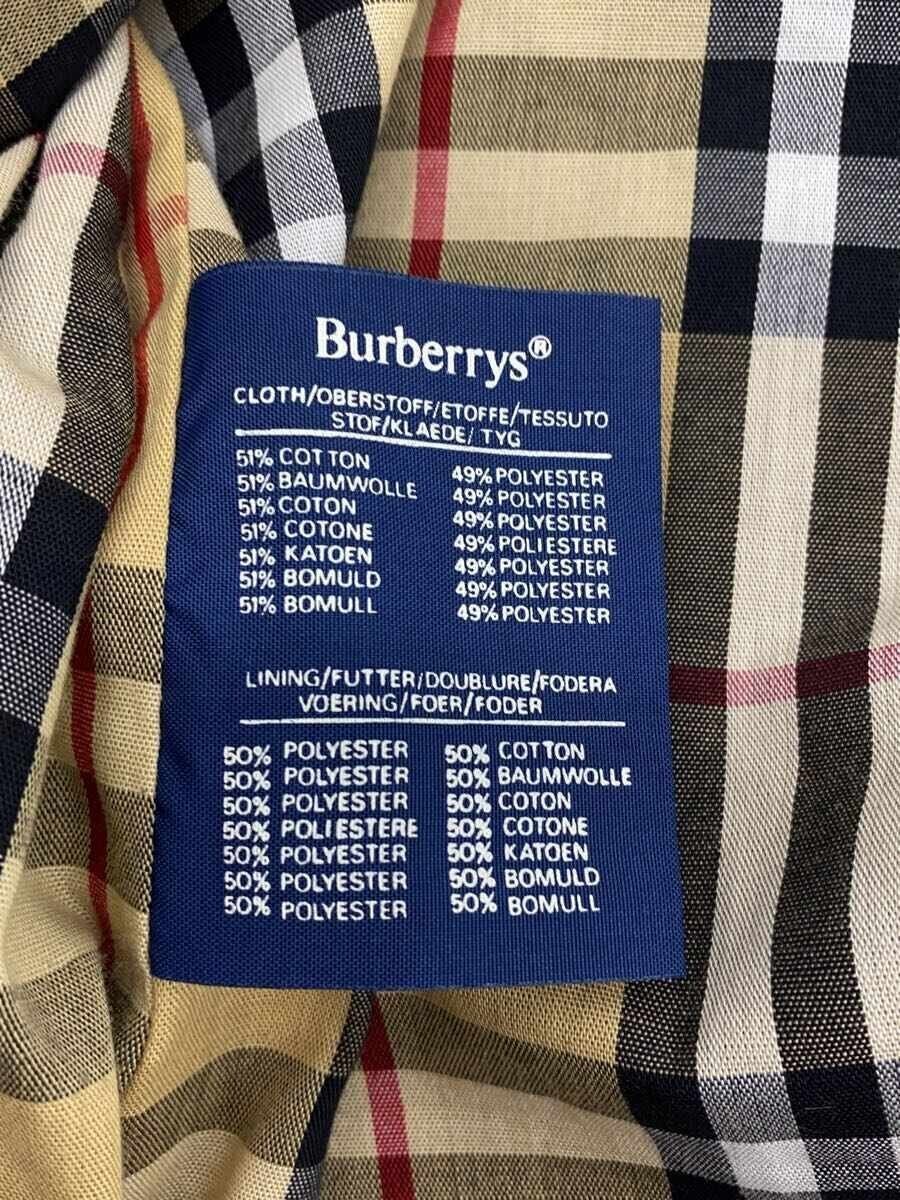 Burberrys®
CLOTH/OBERSTOFF/ETOFFE/TESSUTO
STOF/KLAEDE/TYG
51% COTTON 49% POLYESTER
51% BAUMWOLLE 49% POLYESTER
51% COTON 49% POLYESTER
51% COTONE 49% POLIESTERE
51% KATOEN 49% POLYESTER
51% BOMULD 49% POLYESTER
51% BOMULL 49% POLYESTER
LINING/FUTTER/DOUBLURE/FODERA
VOERING/FOER/FODER
50% POLYESTER 50% COTTON
50% POLYESTER 50% BAUMWOLLE
50% POLYESTER 50% COTON
50% POLIESTERE 50% COTONE
50% POLYESTER 50% KATOEN
50% POLYESTER 50% BOMULD
50% POLYESTER 50% BOMULL